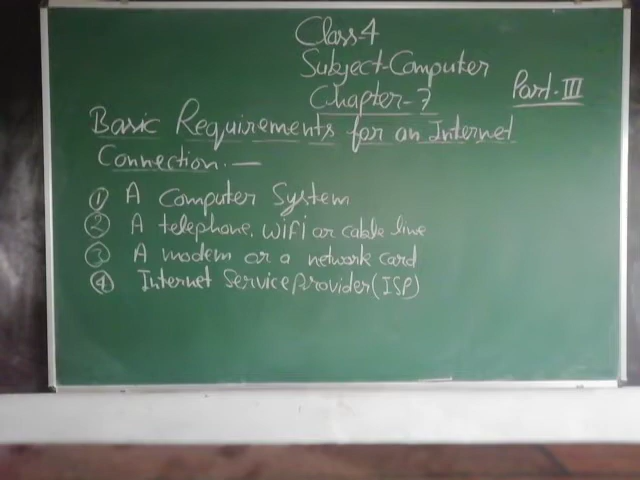 Class-4
Subject-Computer
Chapter-7
Part-III
Basic Requirements for an Internet
Connection.—
① A Computer System
② A telephone, wifi or cable line
③ A modem or a network card
④ Internet Service Provider (ISP)